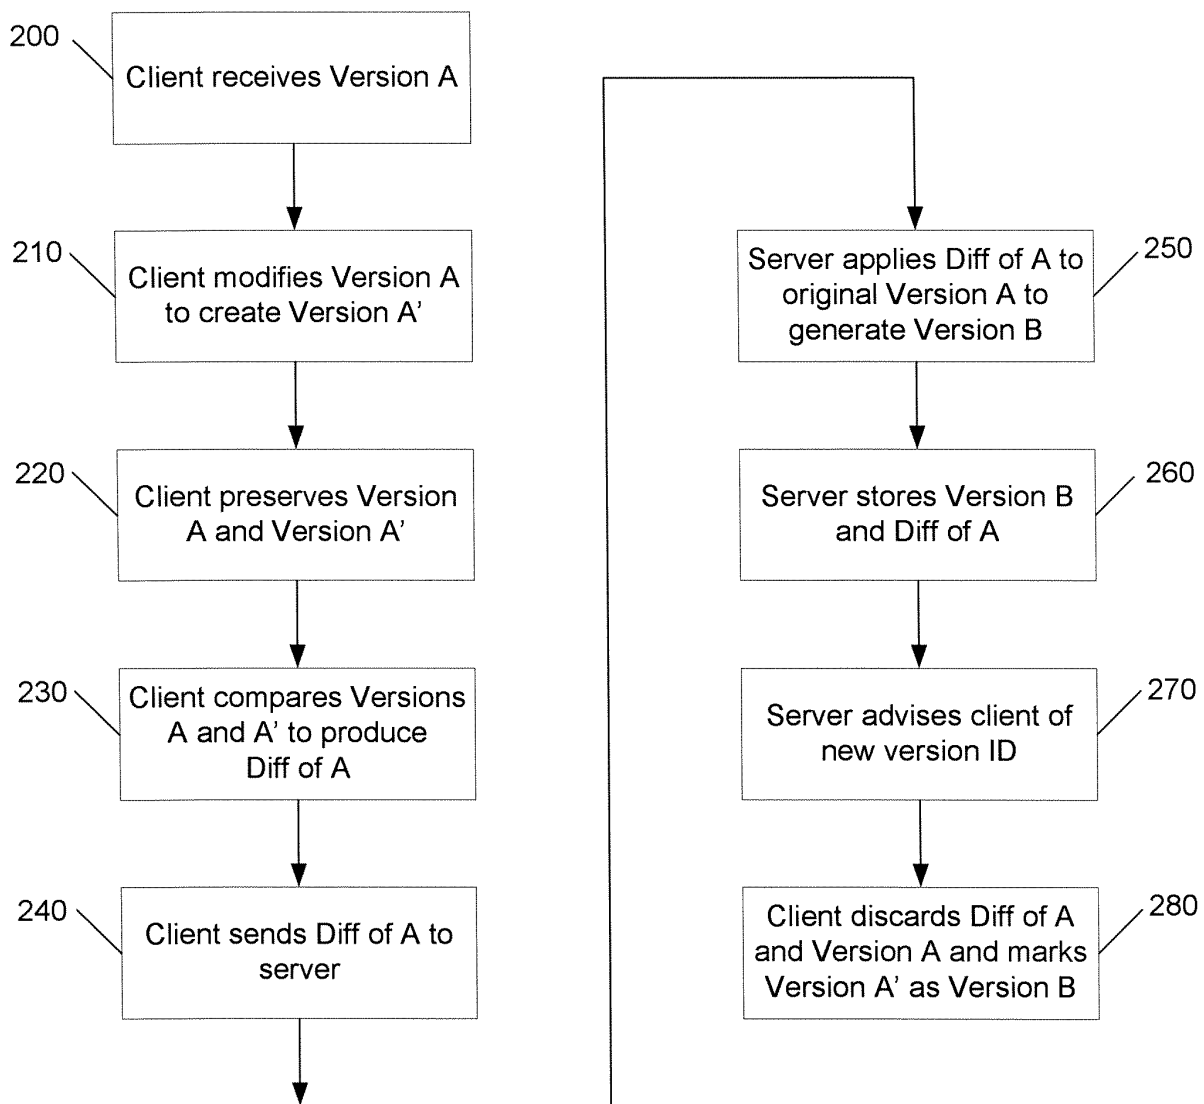 200
Client receives Version A
210
Client modifies Version A
to create Version A’
220
Client preserves Version
A and Version A’
230
Client compares Versions
A and A’ to produce
Diff of A
240
Client sends Diff of A to
server
Server applies Diff of A to
original Version A to
generate Version B
250
Server stores Version B
and Diff of A
260
Server advises client of
new version ID
270
Client discards Diff of A
and Version A and marks
Version A’ as Version B
280